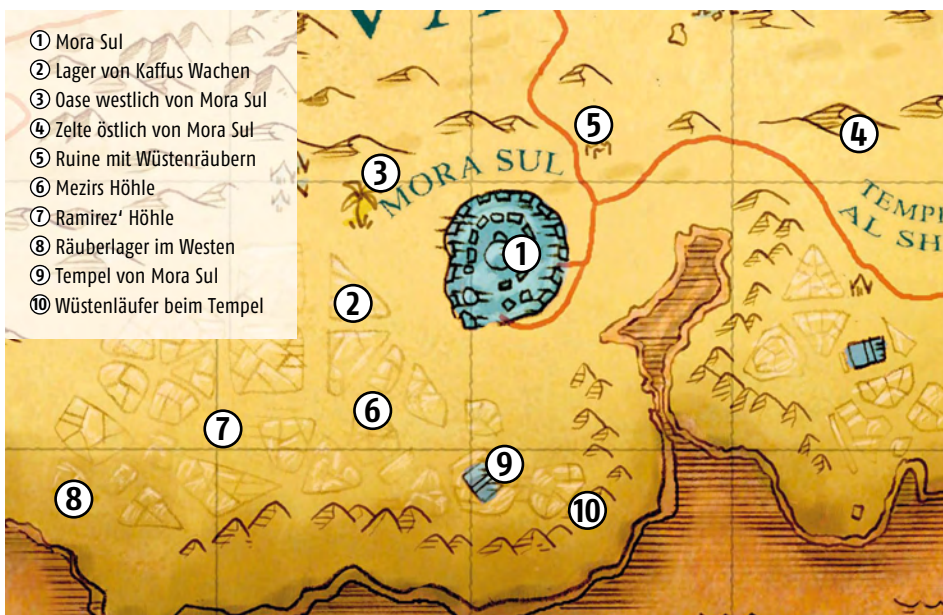 ① Mora Sul
② Lager von Kaffus Wachen
③ Oase westlich von Mora Sul
④ Zelte östlich von Mora Sul
⑤ Ruine mit Wüstenräubern
⑥ Mezirs Höhle
⑦ Ramirez' Höhle
⑧ Räuberlager im Westen
⑨ Tempel von Mora Sul
⑩ Wüstenläufer beim Tempel
5
4
3
MORA SUL
TEMP
AL SH
1
2
6
7
9
8
10